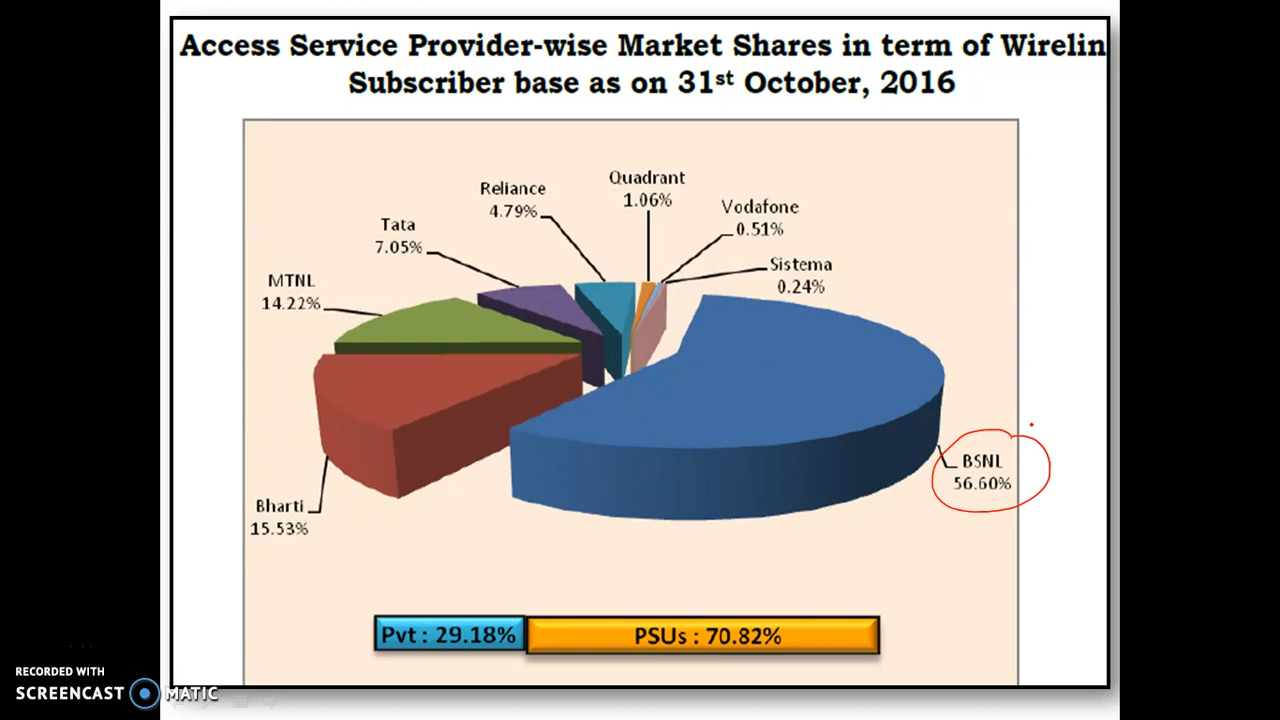 Access Service Provider-wise Market Shares in term of Wirelin
Subscriber base as on 31st October, 2016
Quadrant
1.06%
Reliance
4.79%
Vodafone
0.51%
Tata
7.05%
Sistema
0.24%
MTNL
14.22%
BSNL
56.60%
Bharti
15.53%
Pvt : 29.18%
PSUs : 70.82%
RECORDED WITH
SCREENCAST MATIC